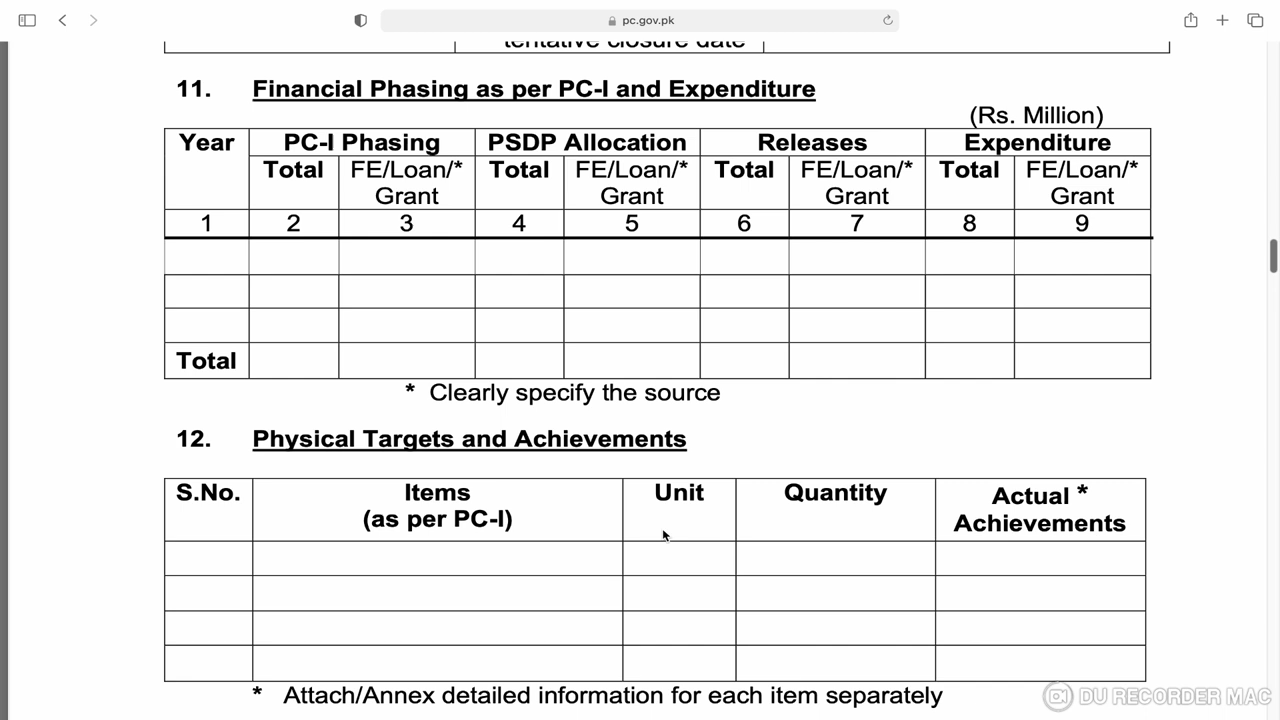 pc.gov.pk
tentative closure date
11. Financial Phasing as per PC-I and Expenditure
(Rs. Million)
Year PC-I Phasing PSDP Allocation Releases Expenditure
Total FE/Loan/* Grant Total FE/Loan/* Grant Total FE/Loan/* Grant Total FE/Loan/* Grant
1 2 3 4 5 6 7 8 9
Total
* Clearly specify the source
12. Physical Targets and Achievements
S.No. Items (as per PC-I) Unit Quantity Actual * Achievements
* Attach/Annex detailed information for each item separately
DU RECORDER MAC